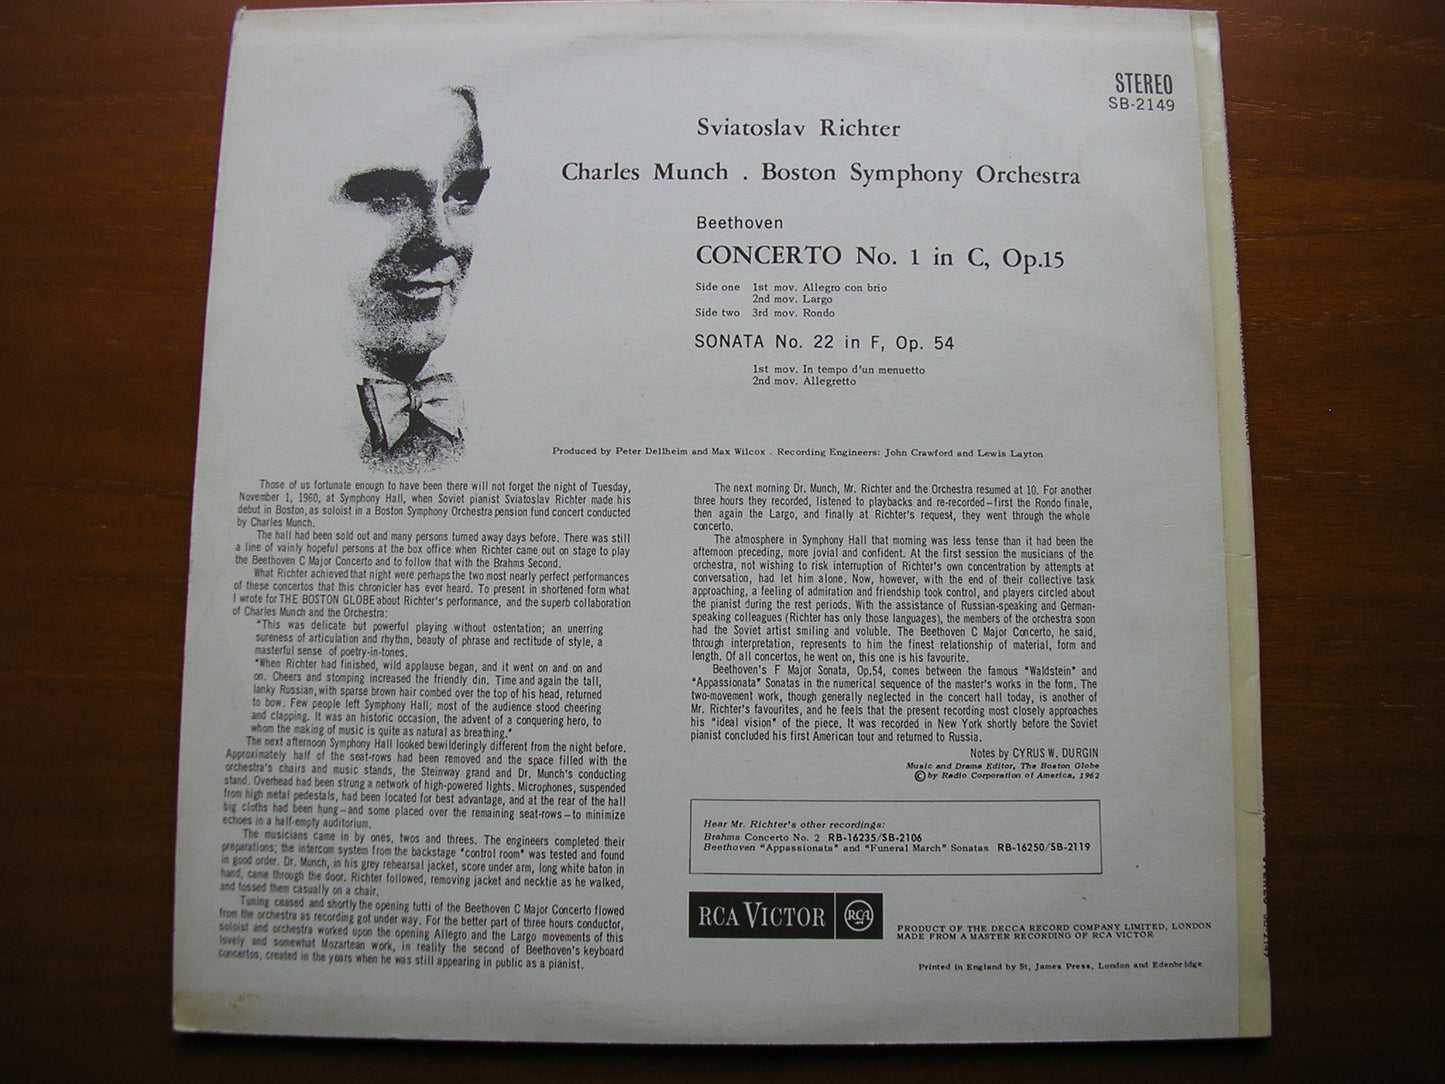 STEREO
SB-2149
Sviatoslav Richter
Charles Munch . Boston Symphony Orchestra
Beethoven
CONCERTO No. 1 in C, Op.15
Side one 1st mov. Allegro con brio
2nd mov. Largo
Side two 3rd mov. Rondo
SONATA No. 22 in F, Op. 54
1st mov. In tempo d'un menuetto
2nd mov. Allegretto
Produced by Peter Dellheim and Max Wilcox . Recording Engineers: John Crawford and Lewis Layton
Those of us fortunate enough to have been there will not forget the night of Tuesday,
November 1, 1960, at Symphony Hall, when Soviet pianist Sviatoslav Richter made his
debut in Boston, as soloist in a Boston Symphony Orchestra pension fund concert conducted
by Charles Munch.
The hall had been sold out and many persons turned away days before. There was still
a line of vainly hopeful persons at the box office when Richter came out on stage to play
the Beethoven C Major Concerto and to follow that with the Brahms Second.
What Richter achieved that night were perhaps the two most nearly perfect performances
of these concertos that this chronicler has ever heard. To present in shortened form what
I wrote for THE BOSTON GLOBE about Richter's performance, and the superb collaboration
of Charles Munch and the Orchestra:
"This was delicate but powerful playing without ostentation; an unerring
sureness of articulation and rhythm, beauty of phrase and rectitude of style, a
masterful sense of poetry-in-tones.
"When Richter had finished, wild applause began, and it went on and on and
on. Cheers and stomping increased the friendly din. Time and again the tall,
lanky Russian, with sparse brown hair combed over the top of his head, returned
to bow. Few people left Symphony Hall; most of the audience stood cheering
and clapping. It was an historic occasion, the advent of a conquering hero, to
whom the making of music is quite as natural as breathing."
The next afternoon Symphony Hall looked bewilderingly different from the night before.
Approximately half of the seat-rows had been removed and the space filled with the
orchestra's chairs and music stands, the Steinway grand and Dr. Munch's conducting
stand. Overhead had been strung a network of high-powered lights. Microphones, suspended
from high metal pedestals, had been located for best advantage, and at the rear of the hall
big cloths had been hung—and some placed over the remaining seat-rows—to minimize
echoes in a half-empty auditorium.
The musicians came in by ones, twos and threes. The engineers completed their
preparations; the intercom system from the backstage "control room" was tested and found
in good order. Dr. Munch, in his grey rehearsal jacket, score under arm, long white baton in
hand, came through the door. Richter followed, removing jacket and necktie as he walked,
and tossed them casually on a chair.
Tuning ceased and shortly the opening tutti of the Beethoven C Major Concerto flowed
from the orchestra as recording got under way. For the better part of three hours conductor,
soloist and orchestra worked upon the opening Allegro and the Largo movements of this
lovely and somewhat Mozartean work, in reality the second of Beethoven's keyboard
concertos, created in the years when he was still appearing in public as a pianist.
The next morning Dr. Munch, Mr. Richter and the Orchestra resumed at 10. For another
three hours they recorded, listened to playbacks and re-recorded—first the Rondo finale,
then again the Largo, and finally at Richter's request, they went through the whole
concerto.
The atmosphere in Symphony Hall that morning was less tense than it had been the
afternoon preceding, more jovial and confident. At the first session the musicians of the
orchestra, not wishing to risk interruption of Richter's own concentration by attempts at
conversation, had let him alone. Now, however, with the end of their collective task
approaching, a feeling of admiration and friendship took control, and players circled about
the pianist during the rest periods. With the assistance of Russian-speaking and German-
speaking colleagues (Richter has only those languages), the members of the orchestra soon
had the Soviet artist smiling and voluble. The Beethoven C Major Concerto, he said,
through interpretation, represents to him the finest relationship of material, form and
length. Of all concertos, he went on, this one is his favourite.
Beethoven's F Major Sonata, Op.54, comes between the famous "Waldstein" and
"Appassionata" Sonatas in the numerical sequence of the master's works in the form. The
two-movement work, though generally neglected in the concert hall today, is another of
Mr. Richter's favourites, and he feels that the present recording most closely approaches
his "ideal vision" of the piece. It was recorded in New York shortly before the Soviet
pianist concluded his first American tour and returned to Russia.
Notes by CYRUS W. DURGIN
Music and Drama Editor, The Boston Globe
© by Radio Corporation of America, 1962
Hear Mr. Richter's other recordings:
Brahms Concerto No. 2 RB-16235/SB-2106
Beethoven "Appassionata" and "Funeral March" Sonatas RB-16250/SB-2119
RCA VICTOR RCA
PRODUCT OF THE DECCA RECORD COMPANY LIMITED, LONDON
MADE FROM A MASTER RECORDING OF RCA VICTOR
Printed in England by St. James Press, London and Edenbridge